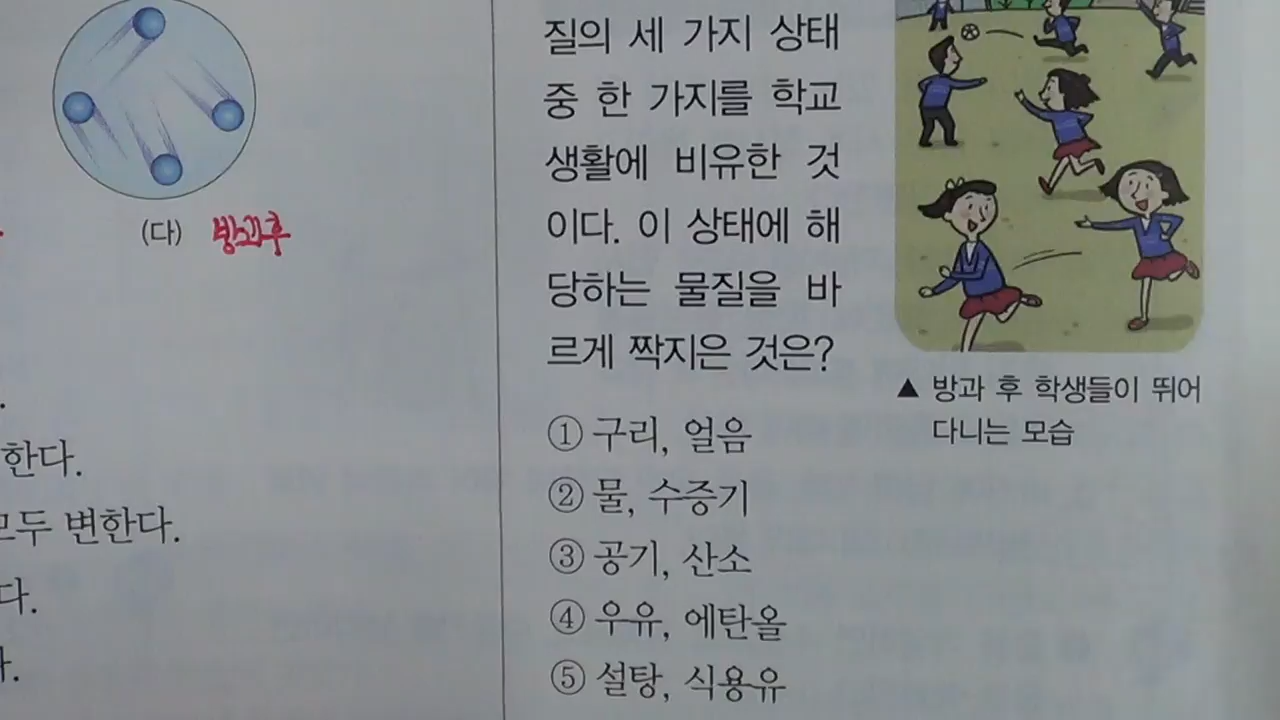 (다) 방과후
한다.
모두 변한다.
다.
질의 세 가지 상태
중 한 가지를 학교
생활에 비유한 것
이다. 이 상태에 해
당하는 물질을 바
르게 짝지은 것은?
▲ 방과 후 학생들이 뛰어
다니는 모습
① 구리, 얼음
② 물, 수증기
③ 공기, 산소
④ 우유, 에탄올
⑤ 설탕, 식용유